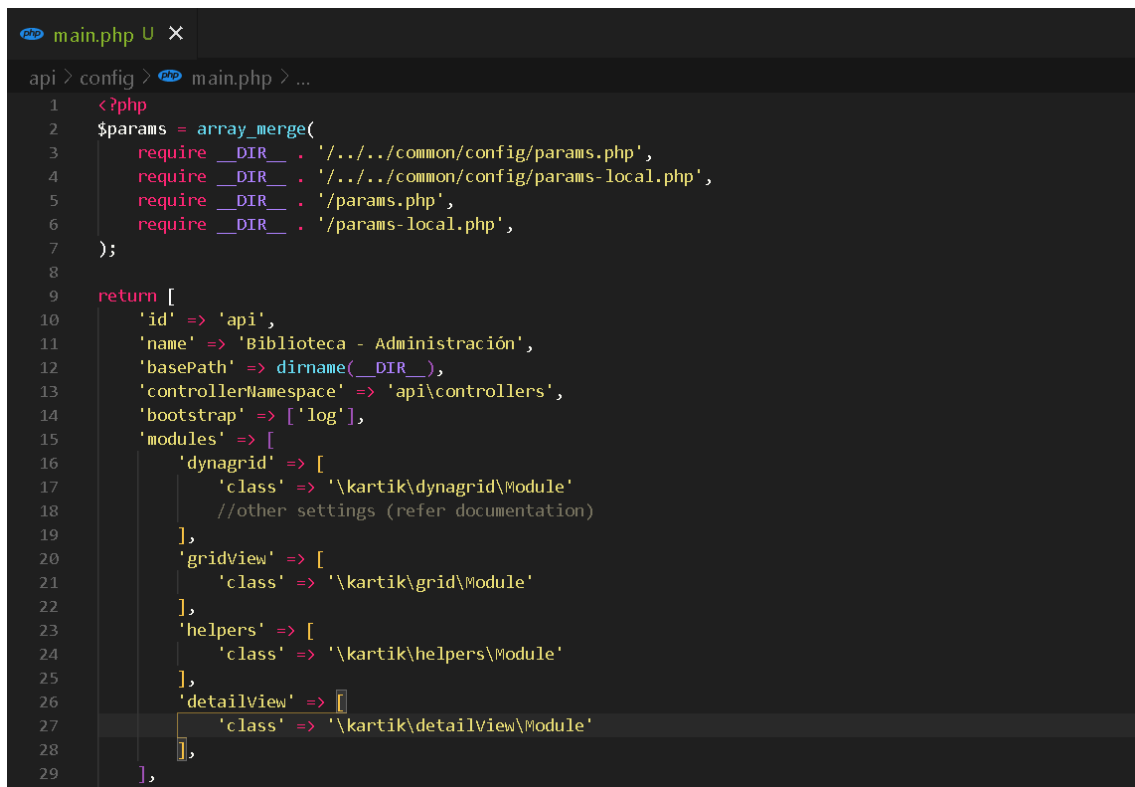 php main.php U ×
api > config > php main.php > ...
1 <?php
2 $params = array_merge(
3     require __DIR__ . '/../../common/config/params.php',
4     require __DIR__ . '/../../common/config/params-local.php',
5     require __DIR__ . '/params.php',
6     require __DIR__ . '/params-local.php',
7 );
8
9 return [
10     'id' => 'api',
11     'name' => 'Biblioteca - Administración',
12     'basePath' => dirname(__DIR__),
13     'controllerNamespace' => 'api\controllers',
14     'bootstrap' => ['log'],
15     'modules' => [
16         'dynagrid' => [
17             'class' => '\kartik\dynagrid\Module'
18             //other settings (refer documentation)
19         ],
20         'gridView' => [
21             'class' => '\kartik\grid\Module'
22         ],
23         'helpers' => [
24             'class' => '\kartik\helpers\Module'
25         ],
26         'detailView' => [
27             'class' => '\kartik\detailView\Module'
28         ],
29     ],